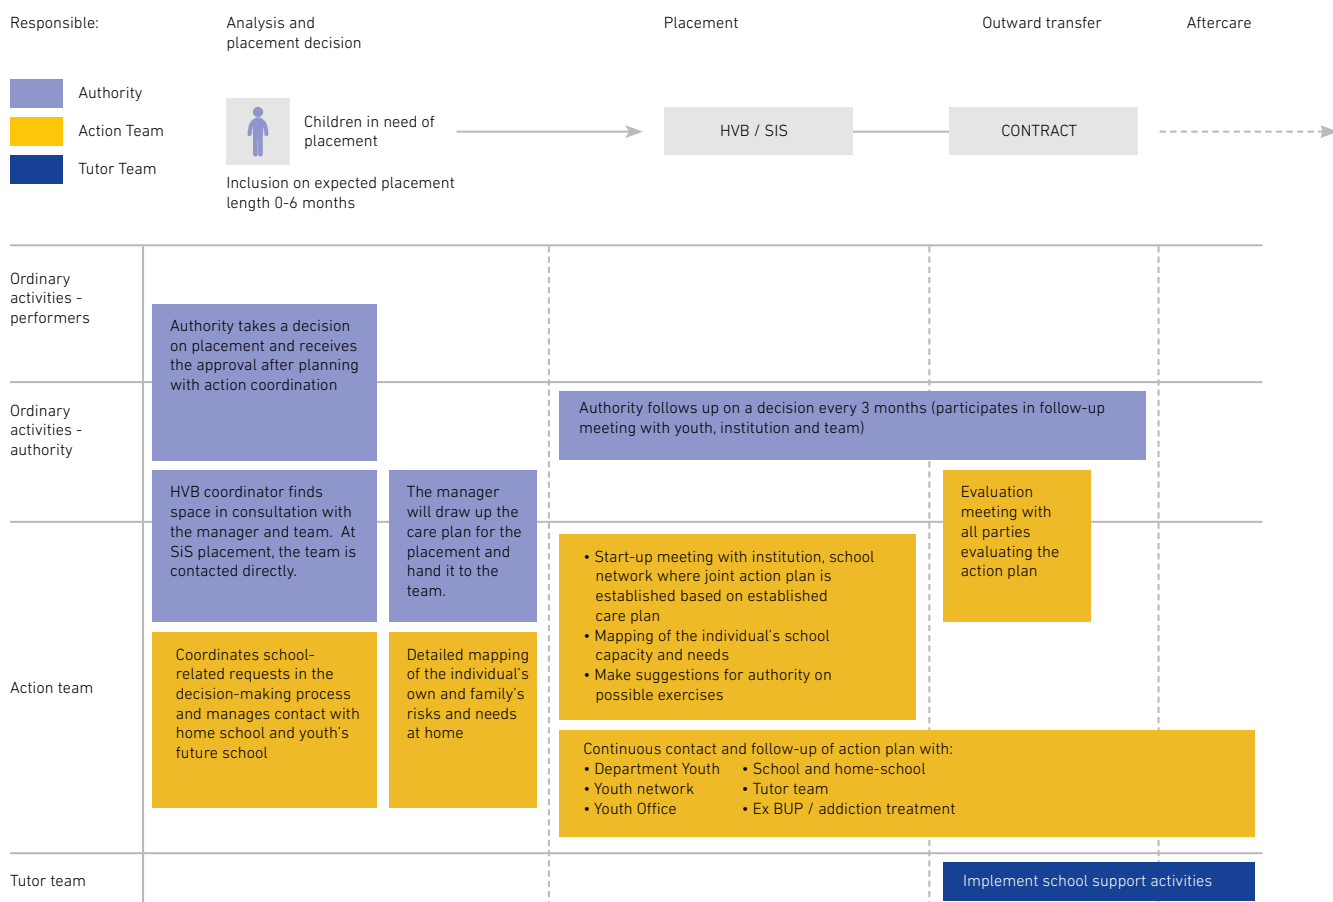 Responsible:
Analysis and
placement decision
Placement
Outward transfer
Aftercare
Authority
Action Team
Tutor Team
Children in need of
placement
Inclusion on expected placement
length 0-6 months
HVB / SIS
CONTRACT
Ordinary
activities -
performers
Authority takes a decision
on placement and receives
the approval after planning
with action coordination
Ordinary
activities -
authority
Authority follows up on a decision every 3 months (participates in follow-up
meeting with youth, institution and team)
HVB coordinator finds
space in consultation with
the manager and team. At
SiS placement, the team is
contacted directly.
The manager
will draw up the
care plan for the
placement and
hand it to the
team.
Evaluation
meeting with
all parties
evaluating the
action plan
Action team
Coordinates school-
related requests in the
decision-making process
and manages contact with
home school and youth's
future school
Detailed mapping
of the individual's
own and family's
risks and needs
at home
• Start-up meeting with institution, school
network where joint action plan is
established based on established
care plan
• Mapping of the individual's school
capacity and needs
• Make suggestions for authority on
possible exercises
Continuous contact and follow-up of action plan with:
• Department Youth
• Youth network
• Youth Office
• School and home-school
• Tutor team
• Ex BUP / addiction treatment
Tutor team
Implement school support activities